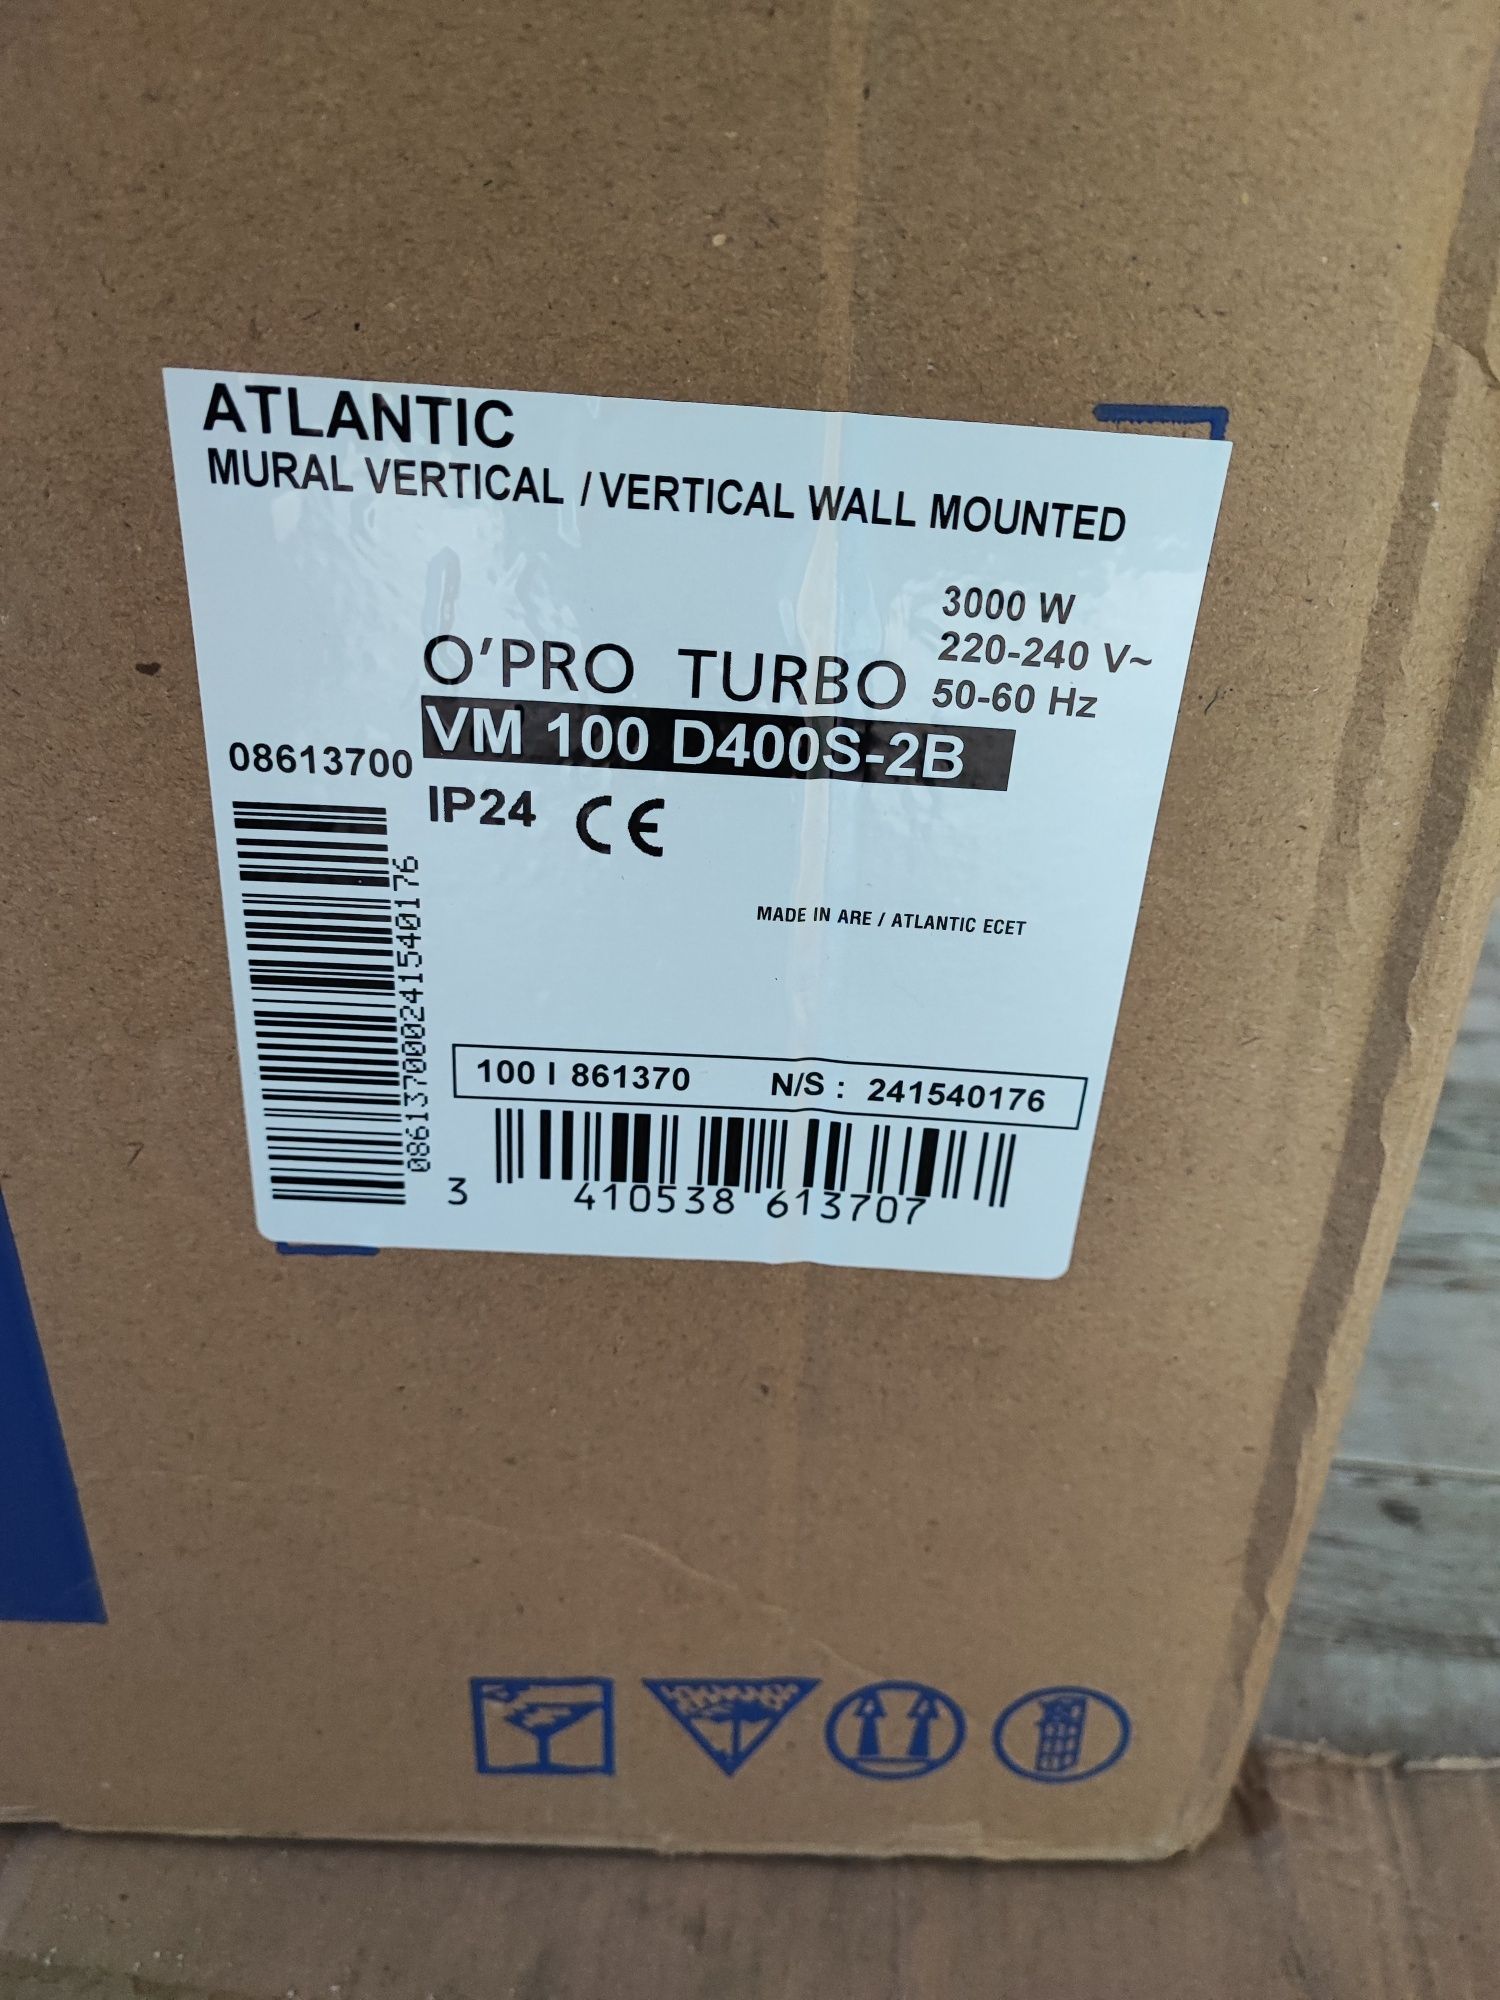 ATLANTIC
MURAL VERTICAL / VERTICAL WALL MOUNTED
3000 W
220-240 V~
50-60 Hz
O'PRO TURBO
VM 100 D400S-2B
08613700
IP24 CE
MADE IN ARE / ATLANTIC ECET
08613700241540176
100 l 861370 N/S : 241540176
3 410538 613707